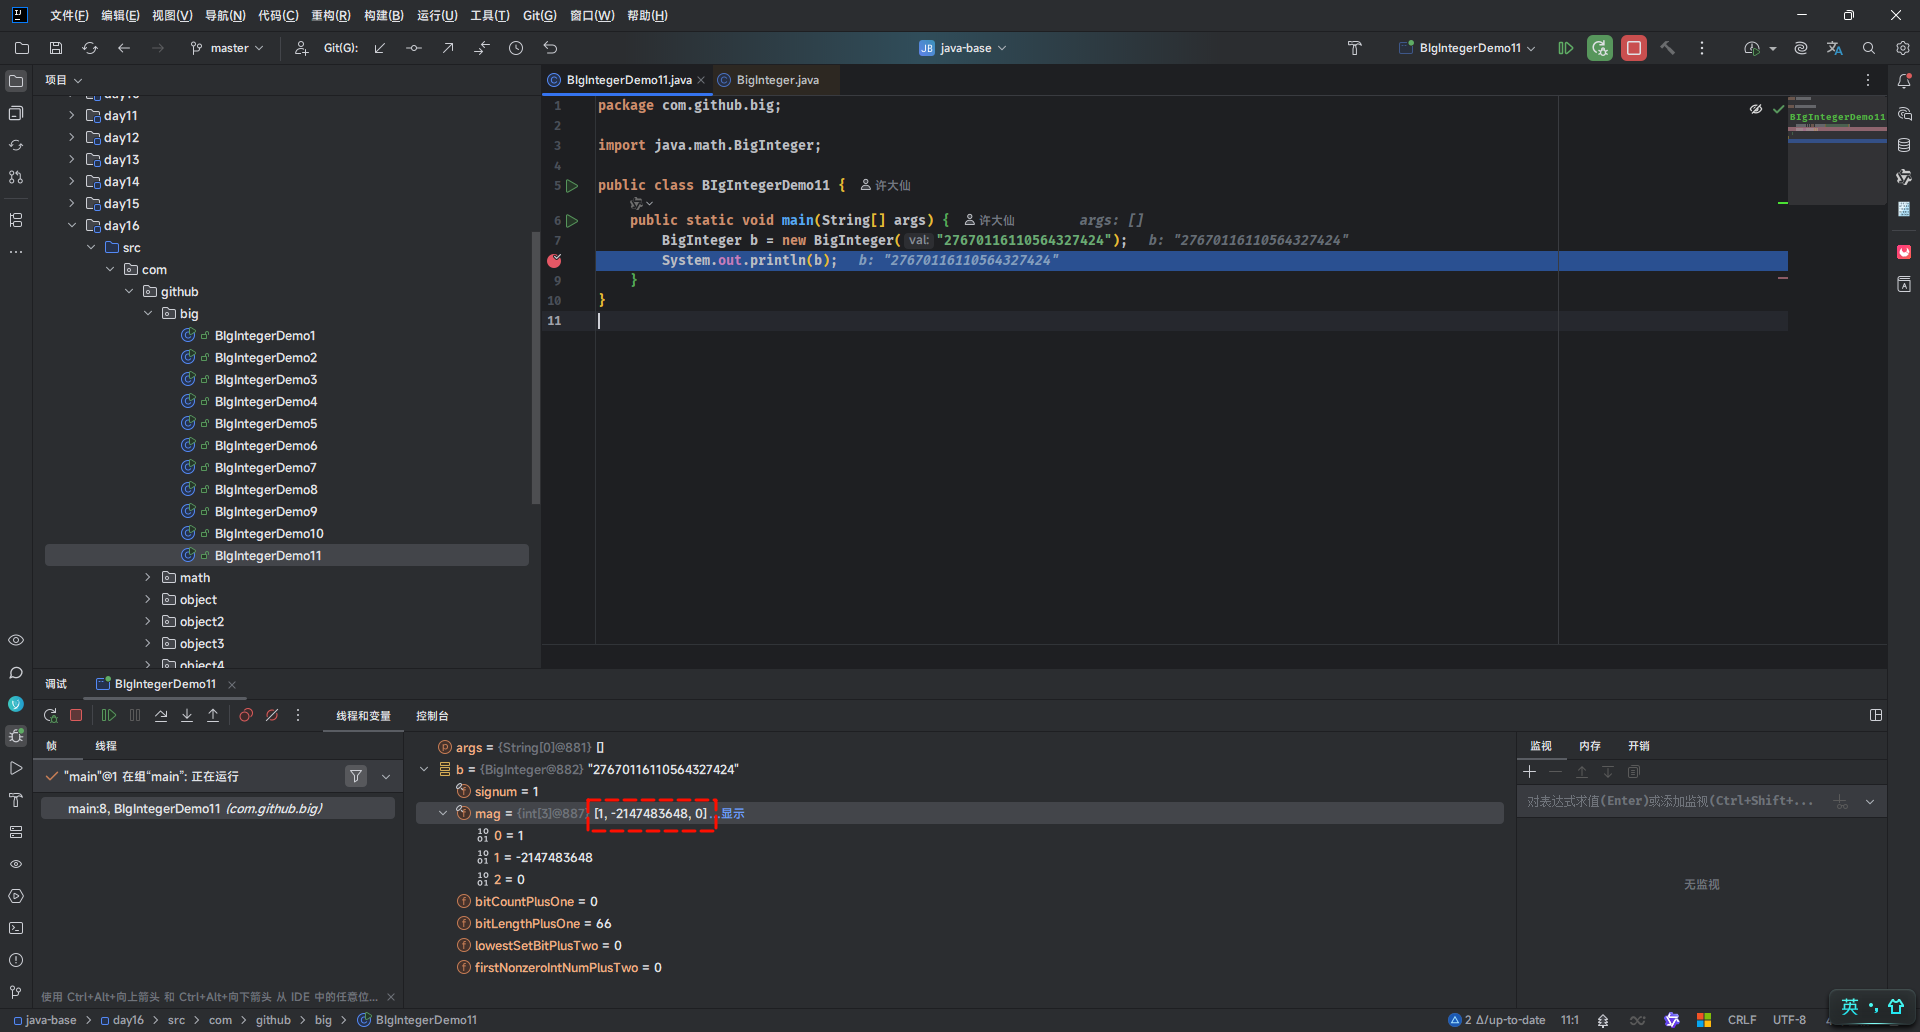 文件(F) 编辑(E) 视图(V) 导航(N) 代码(C) 重构(R) 构建(B) 运行(U) 工具(T) Git(G) 窗口(W) 帮助(H)
master Git(G): JB java-base BIgIntegerDemo11
项目
day11
day12
day13
day14
day15
day16
src
com
github
big
BIgIntegerDemo1
BIgIntegerDemo2
BIgIntegerDemo3
BIgIntegerDemo4
BIgIntegerDemo5
BIgIntegerDemo6
BIgIntegerDemo7
BIgIntegerDemo8
BIgIntegerDemo9
BIgIntegerDemo10
BIgIntegerDemo11
math
object
object2
object3
object4
BIgIntegerDemo11.java BigInteger.java
1 package com.github.big;
2
3 import java.math.BigInteger;
4
5 public class BIgIntegerDemo11 { 许大仙
6 public static void main(String[] args) { 许大仙 args: []
7 BigInteger b = new BigInteger( val: "27670116110564327424"); b: "27670116110564327424"
System.out.println(b); b: "27670116110564327424"
9 }
10 }
11
BIgIntegerDemo11
调试 BIgIntegerDemo11
线程和变量 控制台
帧 线程
"main"@1 在组"main": 正在运行
main:8, BIgIntegerDemo11 (com.github.big)
args = {String[0]@881} []
b = {BigInteger@882} "27670116110564327424"
signum = 1
mag = {int[3]@887} [1, -2147483648, 0] ...显示
0 = 1
1 = -2147483648
2 = 0
bitCountPlusOne = 0
bitLengthPlusOne = 66
lowestSetBitPlusTwo = 0
firstNonzeroIntNumPlusTwo = 0
监视 内存 开销
对表达式求值(Enter)或添加监视(Ctrl+Shift+...
无监视
使用 Ctrl+Alt+向上箭头 和 Ctrl+Alt+向下箭头 从 IDE 中的任意位...
java-base > day16 > src > com > github > big > BIgIntegerDemo11
2 Δ/up-to-date 11:1 CRLF UTF-8
英